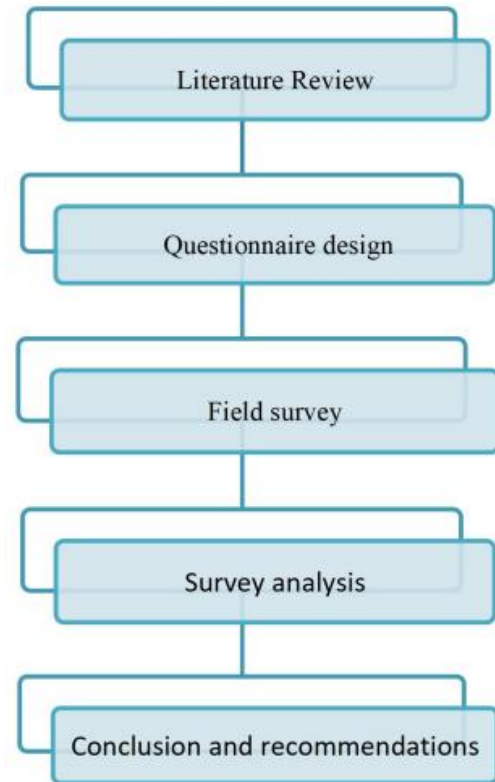 Literature Review
Questionnaire design
Field survey
Survey analysis
Conclusion and recommendations